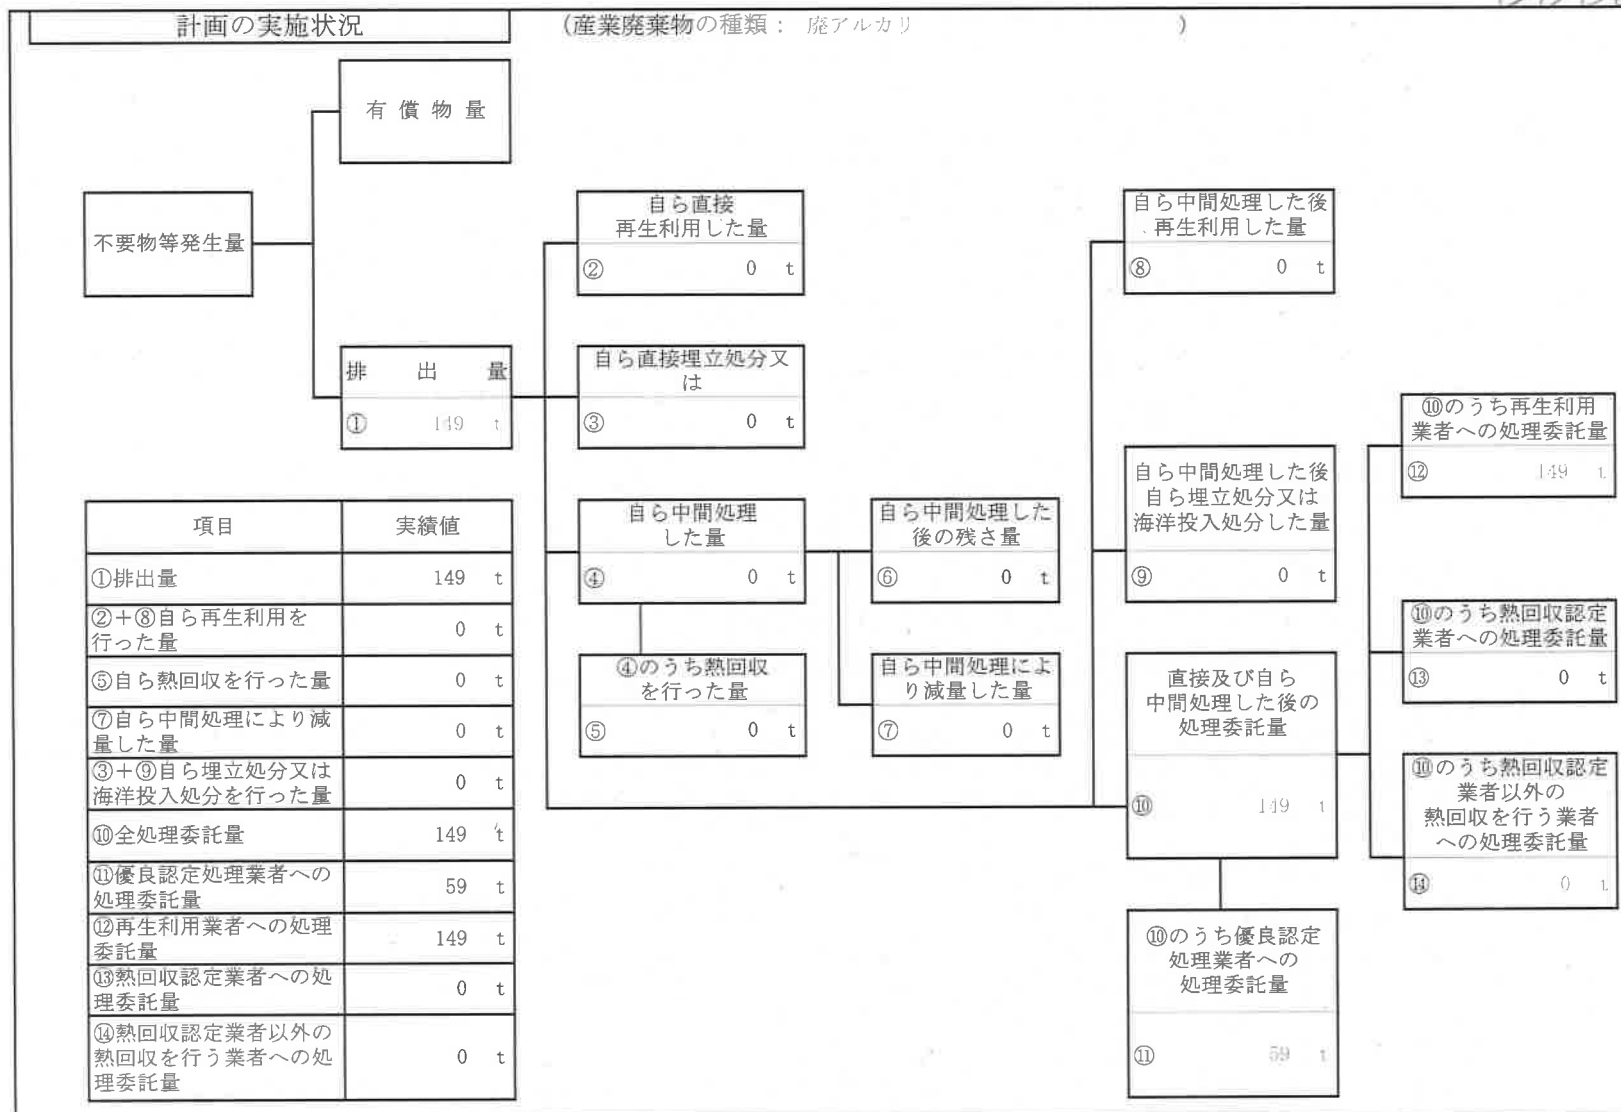 計画の実施状況
(産業廃棄物の種類： 廃アルカリ )
有 償 物 量
不要物等発生量
自ら直接
再生利用した量
② 0 t
自ら中間処理した後
再生利用した量
⑧ 0 t
排 出 量
① 149 t
自ら直接埋立処分又
は
③ 0 t
⑩のうち再生利用
業者への処理委託量
⑫ 149 t
自ら中間処理した後
自ら埋立処分又は
海洋投入処分した量
⑨ 0 t
自ら中間処理
した量
④ 0 t
自ら中間処理した
後の残さ量
⑥ 0 t
⑩のうち熱回収認定
業者への処理委託量
⑬ 0 t
④のうち熱回収
を行った量
⑤ 0 t
自ら中間処理によ
り減量した量
⑦ 0 t
直接及び自ら
中間処理した後の
処理委託量
⑩ 149 t
⑩のうち熱回収認定
業者以外の
熱回収を行う業者
への処理委託量
⑭ 0 t
⑩のうち優良認定
処理業者への
処理委託量
⑪ 59 t
項目 実績値
①排出量 149 t
②＋⑧自ら再生利用を
行った量 0 t
⑤自ら熱回収を行った量 0 t
⑦自ら中間処理により減
量した量 0 t
③＋⑨自ら埋立処分又は
海洋投入処分を行った量 0 t
⑩全処理委託量 149 t
⑪優良認定処理業者への
処理委託量 59 t
⑫再生利用業者への処理
委託量 149 t
⑬熱回収認定業者への処
理委託量 0 t
⑭熱回収認定業者以外の
熱回収を行う業者への処
理委託量 0 t